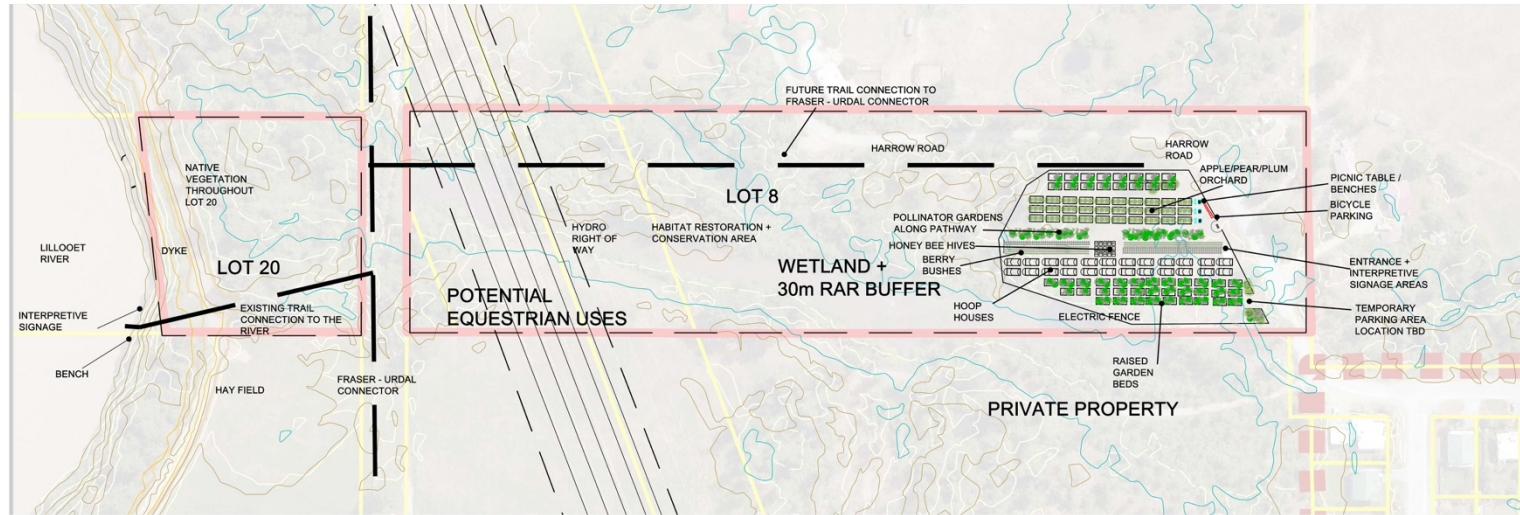 NATIVE
VEGETATION
THROUGHOUT
LOT 20
LILLOOET
RIVER
DYKE
LOT 20
INTERPRETIVE
SIGNAGE
EXISTING TRAIL
CONNECTION TO THE
RIVER
BENCH
HAY FIELD
FRASER - URDAL
CONNECTOR
FUTURE TRAIL CONNECTION TO
FRASER - URDAL CONNECTOR
HARROW ROAD
LOT 8
HYDRO
RIGHT OF
WAY
HABITAT RESTORATION +
CONSERVATION AREA
POTENTIAL
EQUESTRIAN USES
WETLAND +
30m RAR BUFFER
HARROW
ROAD
APPLE/PEAR/PLUM
ORCHARD
PICNIC TABLE /
BENCHES
BICYCLE
PARKING
POLLINATOR GARDENS
ALONG PATHWAY
HONEY BEE HIVES
BERRY
BUSHES
HOOP
HOUSES
ELECTRIC FENCE
ENTRANCE +
INTERPRETIVE
SIGNAGE AREAS
TEMPORARY
PARKING AREA
LOCATION TBD
RAISED
GARDEN
BEDS
PRIVATE PROPERTY